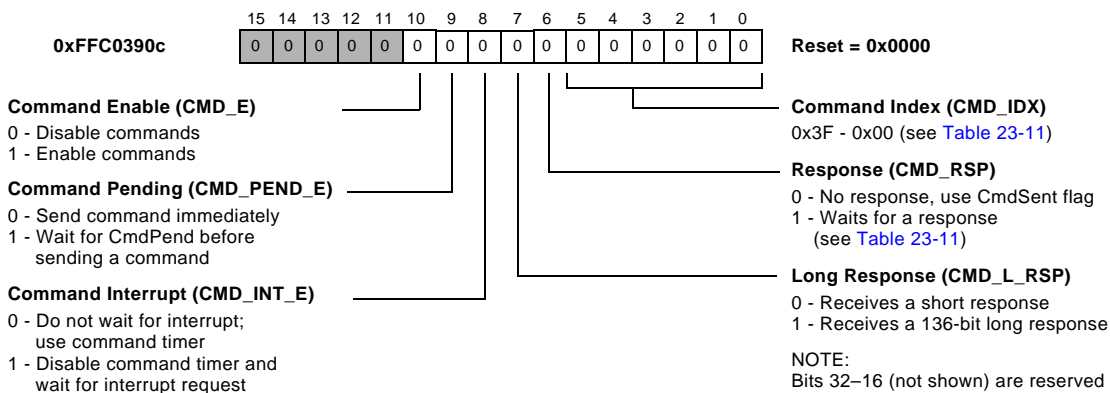 15 14 13 12 11 10 9 8 7 6 5 4 3 2 1 0
0xFFC0390c
0 0 0 0 0 0 0 0 0 0 0 0 0 0 0 0
Reset = 0x0000
Command Enable (CMD_E)
0 - Disable commands
1 - Enable commands
Command Pending (CMD_PEND_E)
0 - Send command immediately
1 - Wait for CmdPend before
sending a command
Command Interrupt (CMD_INT_E)
0 - Do not wait for interrupt;
use command timer
1 - Disable command timer and
wait for interrupt request
Command Index (CMD_IDX)
0x3F - 0x00 (see Table 23-11)
Response (CMD_RSP)
0 - No response, use CmdSent flag
1 - Waits for a response
(see Table 23-11)
Long Response (CMD_L_RSP)
0 - Receives a short response
1 - Receives a 136-bit long response
NOTE:
Bits 32–16 (not shown) are reserved